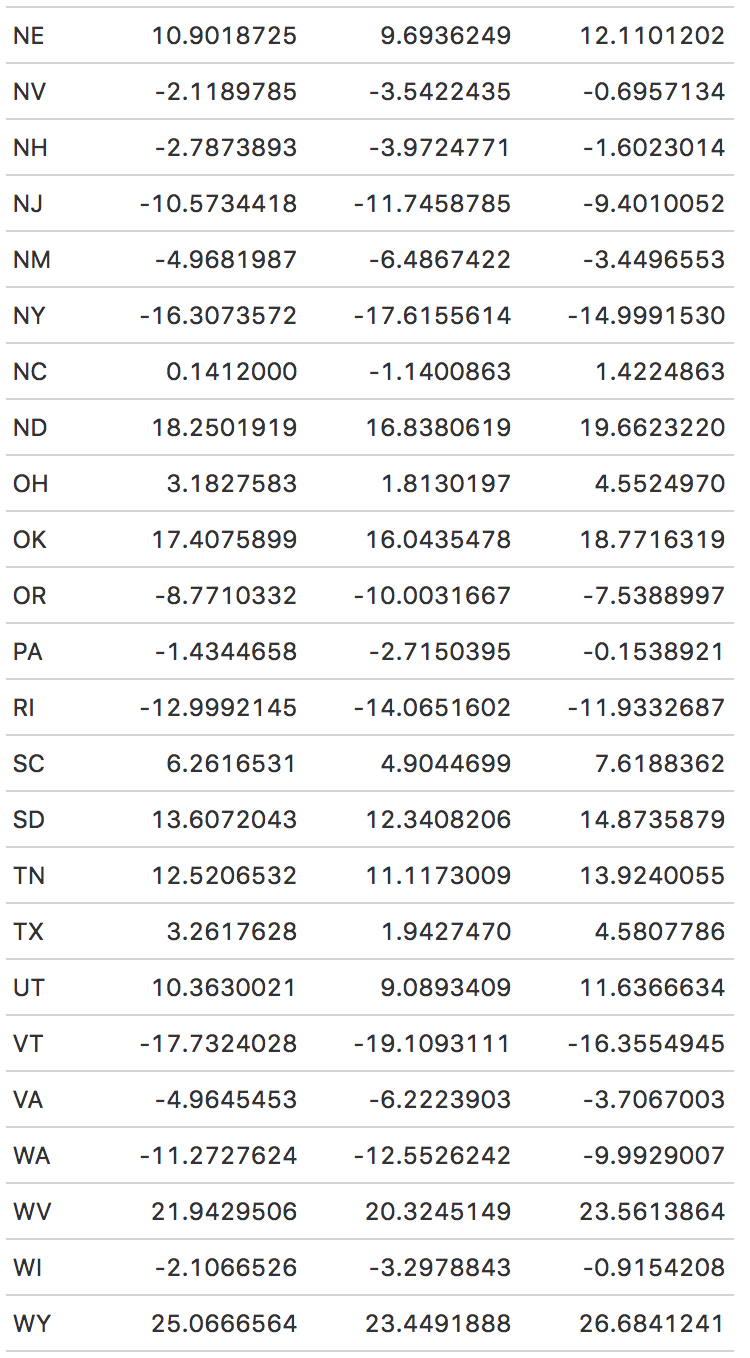 NE 10.9018725 9.6936249 12.1101202
NV -2.1189785 -3.5422435 -0.6957134
NH -2.7873893 -3.9724771 -1.6023014
NJ -10.5734418 -11.7458785 -9.4010052
NM -4.9681987 -6.4867422 -3.4496553
NY -16.3073572 -17.6155614 -14.9991530
NC 0.1412000 -1.1400863 1.4224863
ND 18.2501919 16.8380619 19.6623220
OH 3.1827583 1.8130197 4.5524970
OK 17.4075899 16.0435478 18.7716319
OR -8.7710332 -10.0031667 -7.5388997
PA -1.4344658 -2.7150395 -0.1538921
RI -12.9992145 -14.0651602 -11.9332687
SC 6.2616531 4.9044699 7.6188362
SD 13.6072043 12.3408206 14.8735879
TN 12.5206532 11.1173009 13.9240055
TX 3.2617628 1.9427470 4.5807786
UT 10.3630021 9.0893409 11.6366634
VT -17.7324028 -19.1093111 -16.3554945
VA -4.9645453 -6.2223903 -3.7067003
WA -11.2727624 -12.5526242 -9.9929007
WV 21.9429506 20.3245149 23.5613864
WI -2.1066526 -3.2978843 -0.9154208
WY 25.0666564 23.4491888 26.6841241